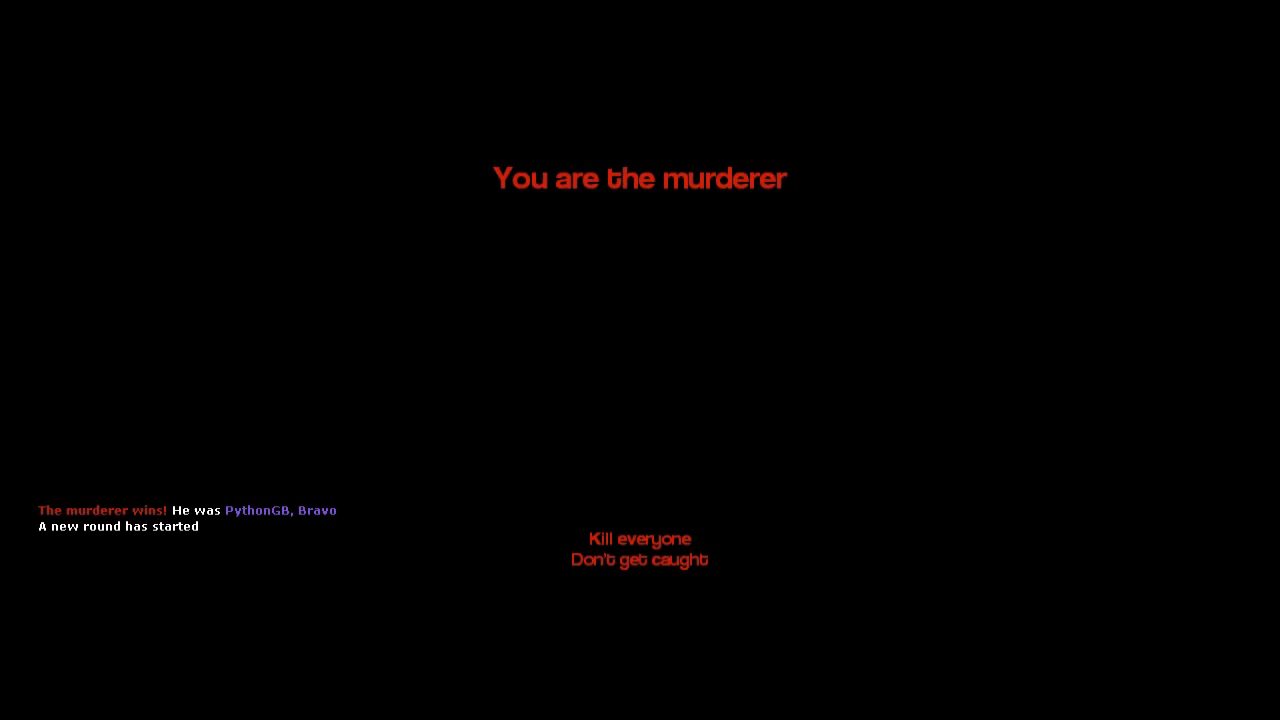 You are the murderer
The murderer wins! He was PythonGB, Bravo
A new round has started
Kill everyone
Don't get caught